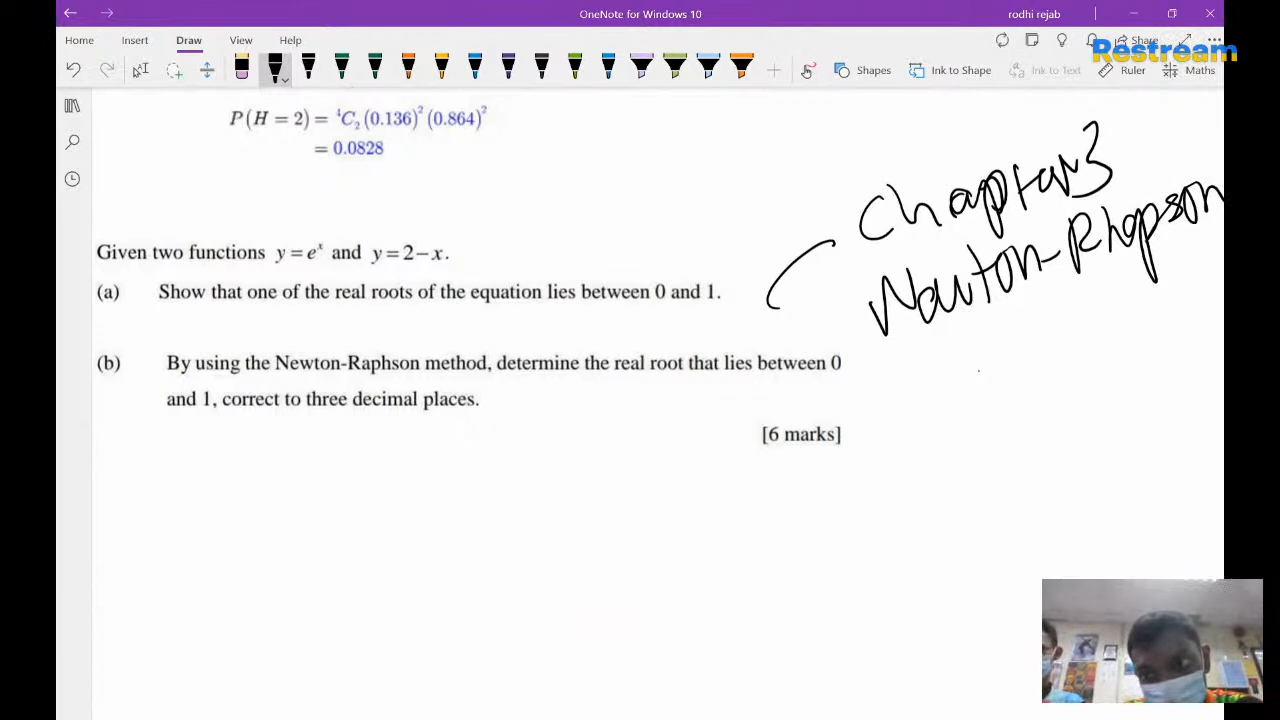 OneNote for Windows 10
rodhi rejab
Home Insert Draw View Help
Share
Restream
Shapes Ink to Shape Ink to Text Ruler Maths
P(H = 2) = ⁴C₂(0.136)²(0.864)²
= 0.0828
Chapter 3
Newton-Rhapson
Given two functions y = eˣ and y = 2 − x.
(a) Show that one of the real roots of the equation lies between 0 and 1.
(b) By using the Newton-Raphson method, determine the real root that lies between 0
and 1, correct to three decimal places.
[6 marks]